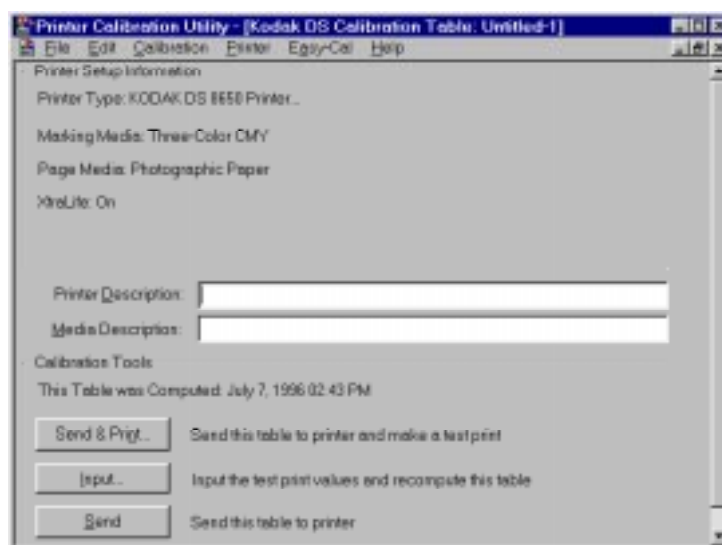 Printer Calibration Utility - [Kodak DS Calibration Table: Untitled-1]
File Edit Calibration Printer Easy-Cal Help
Printer Setup Information
Printer Type: KODAK DS 8650 Printer...
Marking Media: Three-Color CMY
Page Media: Photographic Paper
XtraLife: On
Printer Description:
Media Description:
Calibration Tools
This Table was Computed: July 7, 1996 02:43 PM
Send & Print... Send this table to printer and make a test print
Input... Input the test print values and recompute this table
Send Send this table to printer